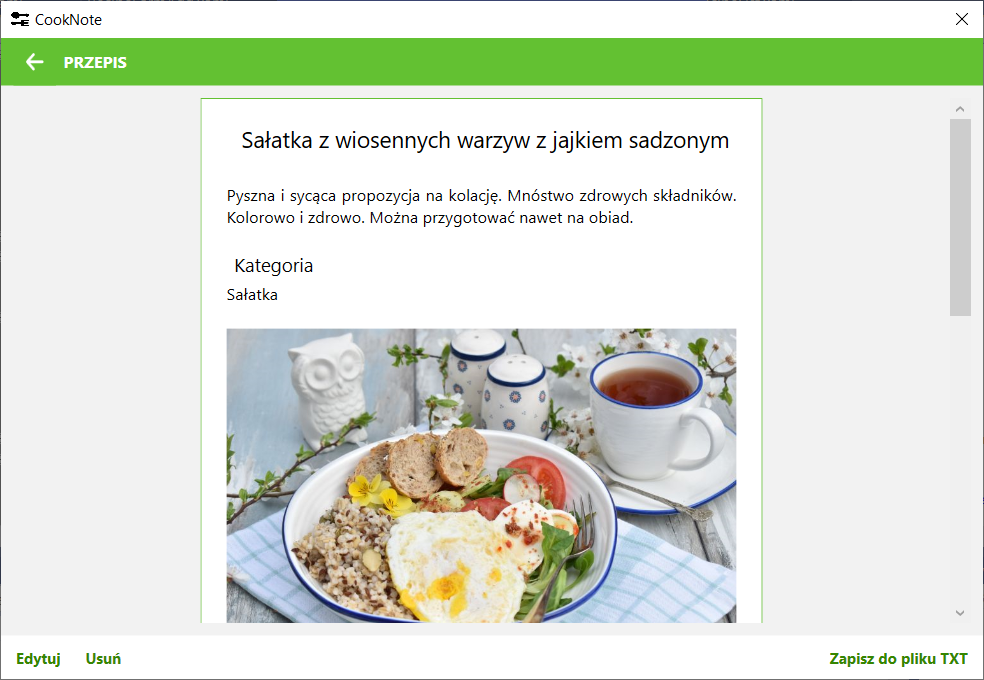 CookNote
PRZEPIS
Sałatka z wiosennych warzyw z jajkiem sadzonym
Pyszna i sycąca propozycja na kolację. Mnóstwo zdrowych składników.
Kolorowo i zdrowo. Można przygotować nawet na obiad.
Kategoria
Sałatka
Edytuj
Usuń
Zapisz do pliku TXT